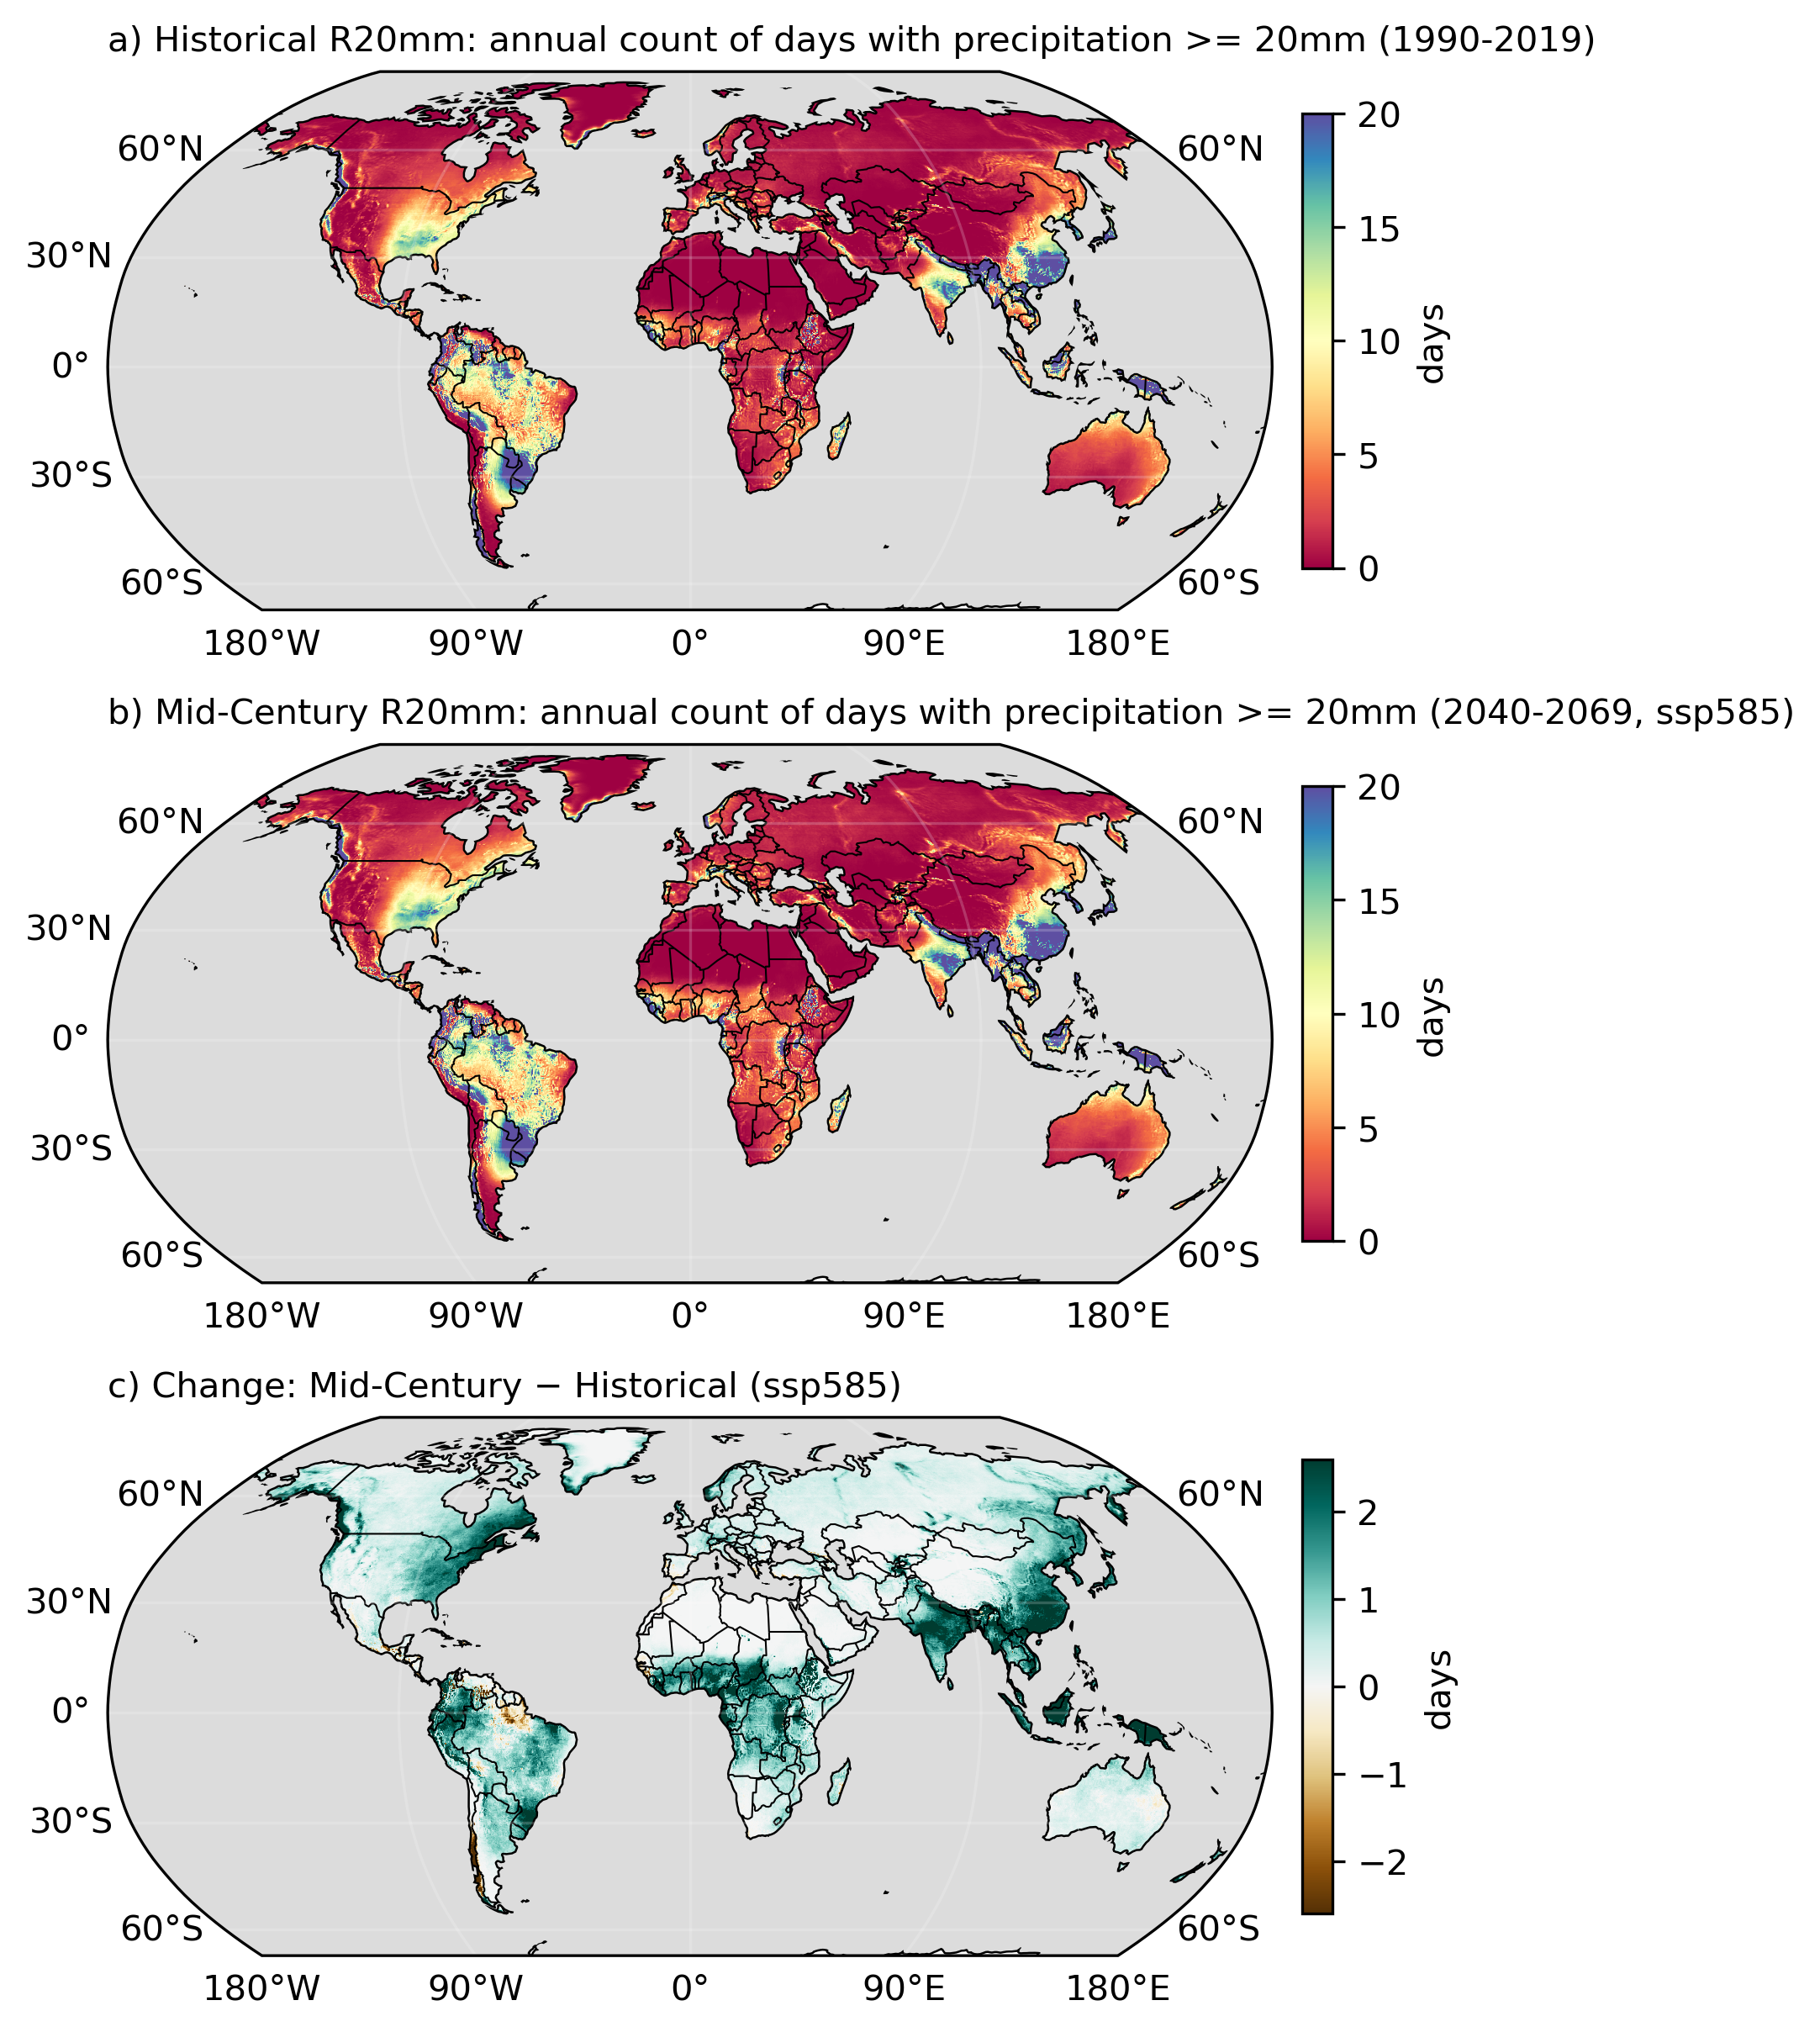 a) Historical R20mm: annual count of days with precipitation >= 20mm (1990-2019)
60°N
60°N
30°N
0°
30°S
60°S
60°S
180°W 90°W 0° 90°E 180°E
20
15
10
5
0
days
b) Mid-Century R20mm: annual count of days with precipitation >= 20mm (2040-2069, ssp585)
60°N
60°N
30°N
0°
30°S
60°S
60°S
180°W 90°W 0° 90°E 180°E
20
15
10
5
0
days
c) Change: Mid-Century − Historical (ssp585)
60°N
60°N
30°N
0°
30°S
60°S
60°S
180°W 90°W 0° 90°E 180°E
2
1
0
−1
−2
days